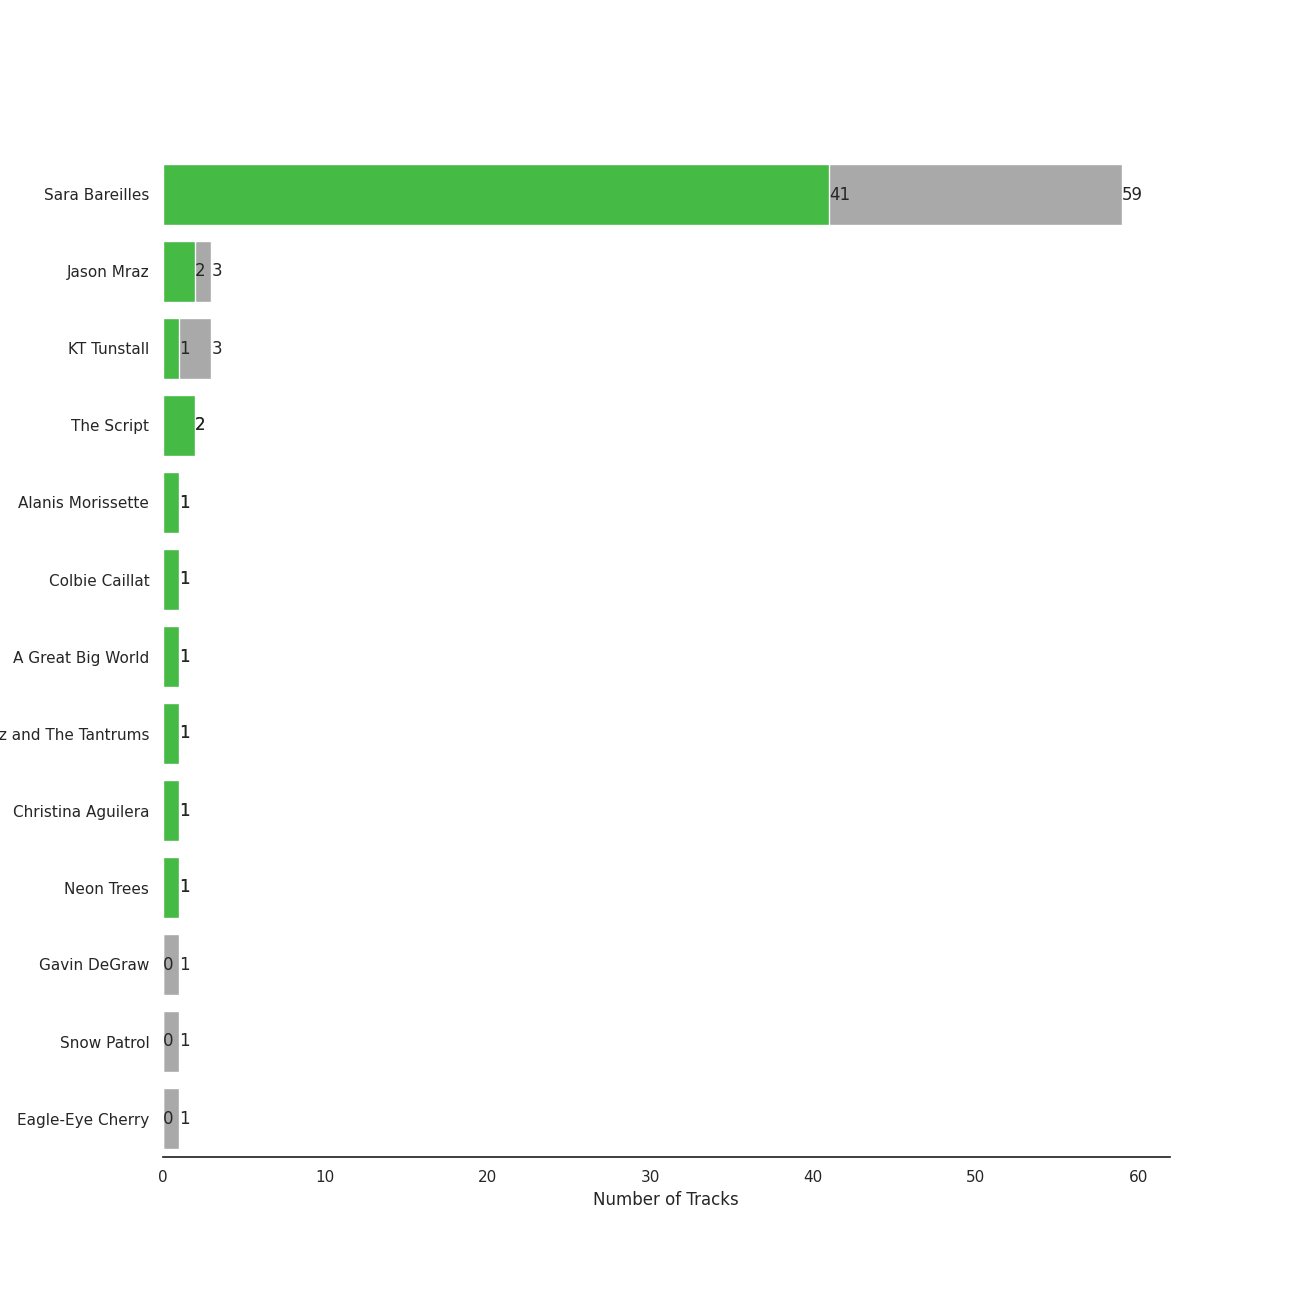 Sara Bareilles 41 59
Jason Mraz 2 3
KT Tunstall 1 3
The Script 2
Alanis Morissette 1
Colbie Caillat 1
A Great Big World 1
z and The Tantrums 1
Christina Aguilera 1
Neon Trees 1
Gavin DeGraw 0 1
Snow Patrol 0 1
Eagle-Eye Cherry 0 1
0 10 20 30 40 50 60
Number of Tracks